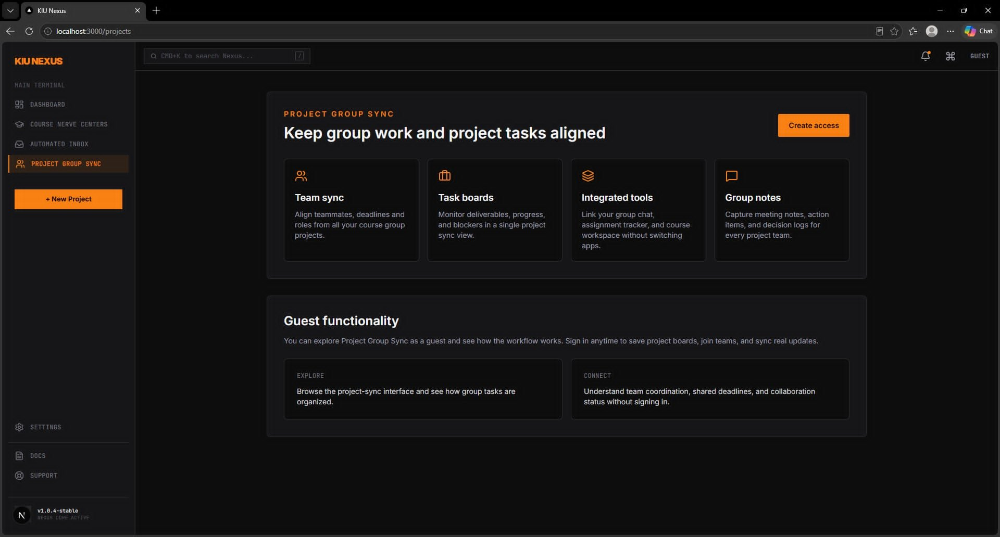 KIU Nexus
localhost:3000/projects
Chat
KIU NEXUS
CMD+K to search Nexus...
/
GUEST
MAIN TERMINAL
DASHBOARD
COURSE NERVE CENTERS
AUTOMATED INBOX
PROJECT GROUP SYNC
+ New Project
PROJECT GROUP SYNC
Keep group work and project tasks aligned
Create access
Team sync
Align teammates, deadlines and
roles from all your course group
projects.
Task boards
Monitor deliverables, progress,
and blockers in a single project
sync view.
Integrated tools
Link your group chat,
assignment tracker, and course
workspace without switching
apps.
Group notes
Capture meeting notes, action
items, and decision logs for
every project team.
Guest functionality
You can explore Project Group Sync as a guest and see how the workflow works. Sign in anytime to save project boards, join teams, and sync real updates.
EXPLORE
Browse the project-sync interface and see how group tasks are
organized.
CONNECT
Understand team coordination, shared deadlines, and collaboration
status without signing in.
SETTINGS
DOCS
SUPPORT
N
v1.0.4-stable
NEXUS CORE ACTIVE